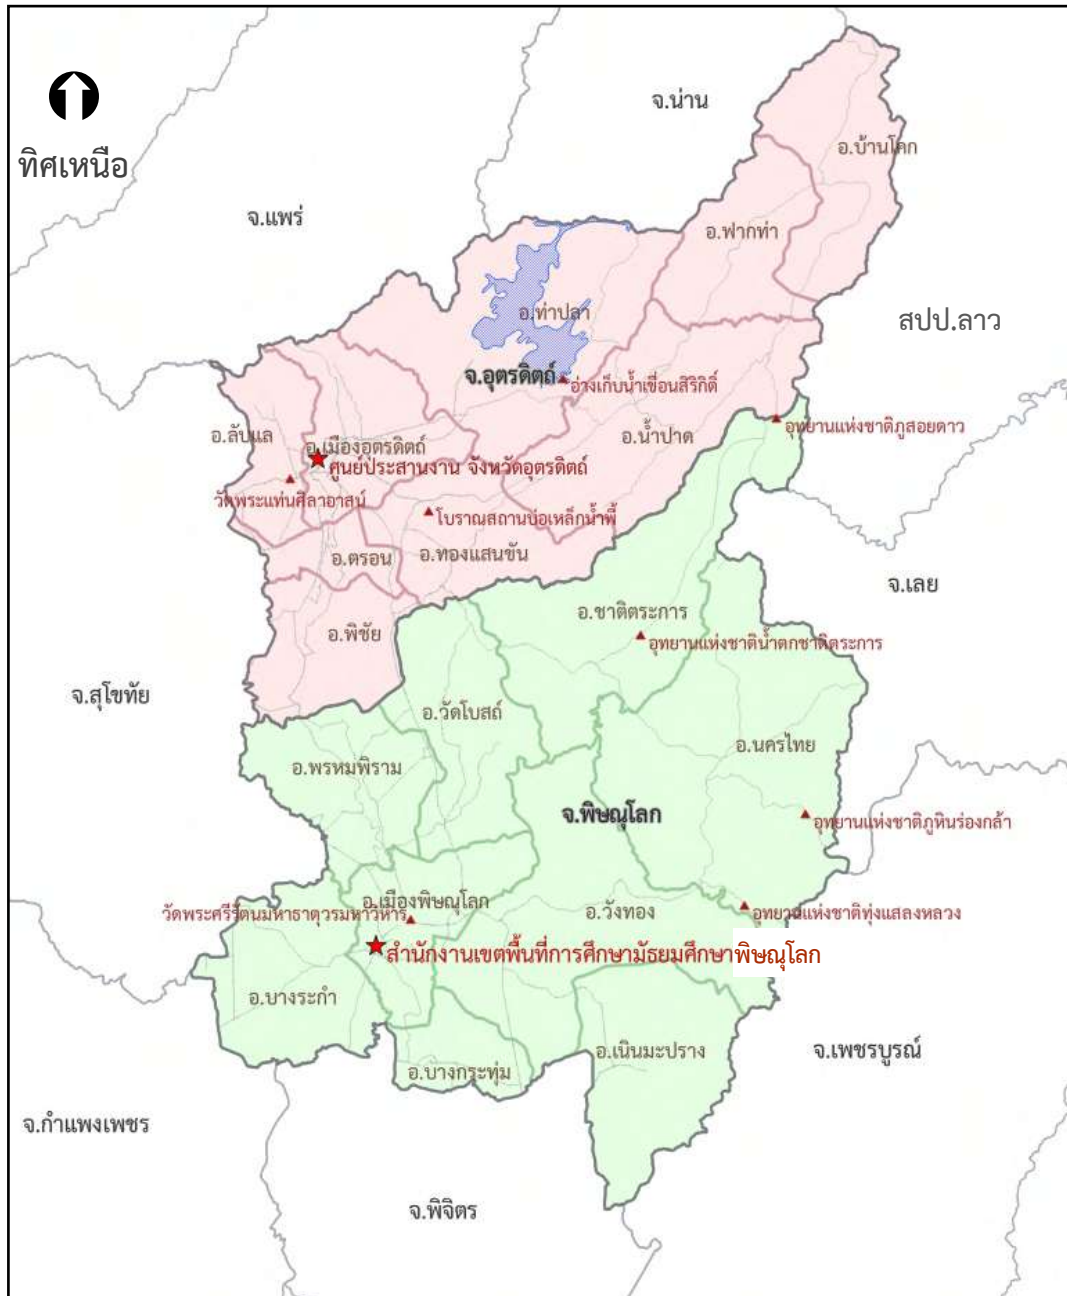 จ.น่าน
อ.บ้านโคก
ทิศเหนือ
จ.แพร่
อ.ฟากท่า
อ.ท่าปลา
สปป.ลาว
จ.อุตรดิตถ์
อ่างเก็บน้ำเขื่อนสิริกิติ์
อ.ลับแล
อ.เมืองอุตรดิตถ์
อ.น้ำปาด
อุทยานแห่งชาติภูสอยดาว
ศูนย์ประสานงาน จังหวัดอุตรดิตถ์
วัดพระแท่นศิลาอาสน์
โบราณสถานบ่อเหล็กน้ำพี้
อ.ตรอน
อ.ทองแสนขัน
จ.เลย
อ.ชาติตระการ
อ.พิชัย
อุทยานแห่งชาติน้ำตกชาติตระการ
จ.สุโขทัย
อ.วัดโบสถ์
อ.นครไทย
อ.พรหมพิราม
จ.พิษณุโลก
อุทยานแห่งชาติภูหินร่องกล้า
อ.เมืองพิษณุโลก
วัดพระศรีรัตนมหาธาตุวรมหาวิหาร
อ.วังทอง
อุทยานแห่งชาติทุ่งแสลงหลวง
สำนักงานเขตพื้นที่การศึกษามัธยมศึกษาพิษณุโลก
อ.บางระกำ
อ.เนินมะปราง
จ.เพชรบูรณ์
อ.บางกระทุ่ม
จ.กำแพงเพชร
จ.พิจิตร